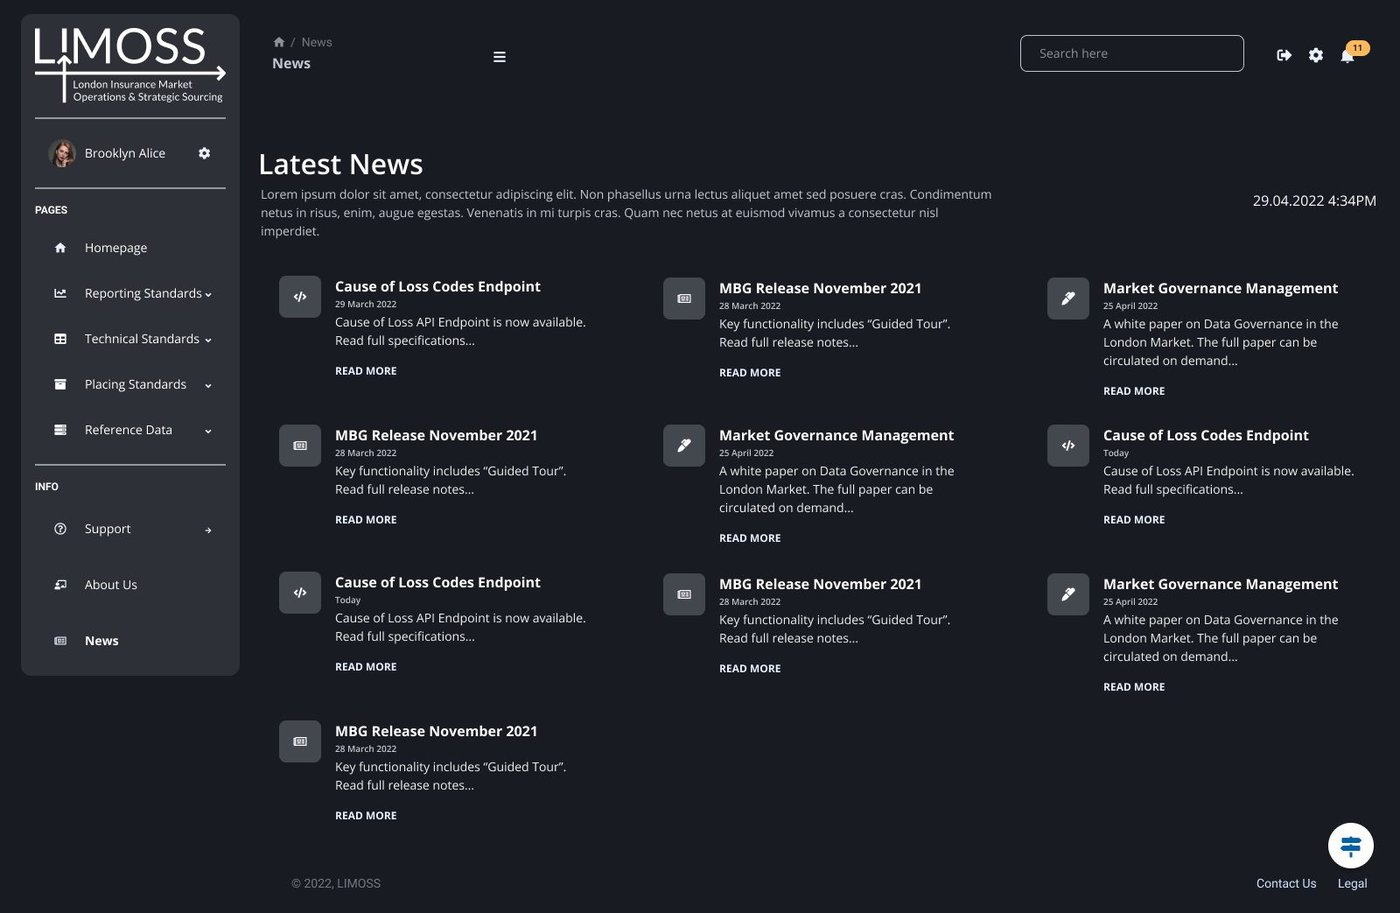 LIMOSS
London Insurance Market
Operations & Strategic Sourcing
Brooklyn Alice
PAGES
Homepage
Reporting Standards
Technical Standards
Placing Standards
Reference Data
INFO
Support
About Us
News
/ News
News
Search here
11
Latest News
Lorem ipsum dolor sit amet, consectetur adipiscing elit. Non phasellus urna lectus aliquet amet sed posuere cras. Condimentum
netus in risus, enim, augue egestas. Venenatis in mi turpis cras. Quam nec netus at euismod vivamus a consectetur nisl
imperdiet.
29.04.2022 4:34PM
Cause of Loss Codes Endpoint
29 March 2022
Cause of Loss API Endpoint is now available.
Read full specifications...
READ MORE
MBG Release November 2021
28 March 2022
Key functionality includes “Guided Tour”.
Read full release notes...
READ MORE
Market Governance Management
25 April 2022
A white paper on Data Governance in the
London Market. The full paper can be
circulated on demand...
READ MORE
MBG Release November 2021
28 March 2022
Key functionality includes “Guided Tour”.
Read full release notes...
READ MORE
Market Governance Management
25 April 2022
A white paper on Data Governance in the
London Market. The full paper can be
circulated on demand...
READ MORE
Cause of Loss Codes Endpoint
Today
Cause of Loss API Endpoint is now available.
Read full specifications...
READ MORE
Cause of Loss Codes Endpoint
Today
Cause of Loss API Endpoint is now available.
Read full specifications...
READ MORE
MBG Release November 2021
28 March 2022
Key functionality includes “Guided Tour”.
Read full release notes...
READ MORE
Market Governance Management
25 April 2022
A white paper on Data Governance in the
London Market. The full paper can be
circulated on demand...
READ MORE
MBG Release November 2021
28 March 2022
Key functionality includes “Guided Tour”.
Read full release notes...
READ MORE
© 2022, LIMOSS
Contact Us
Legal